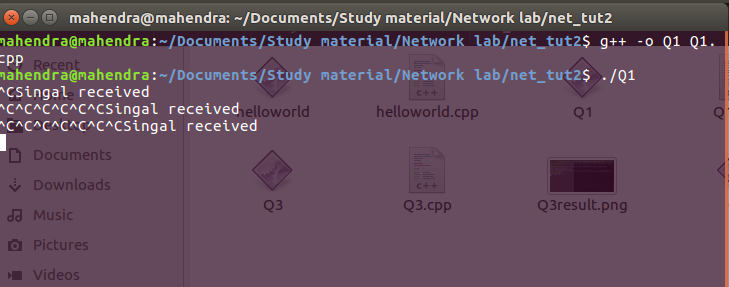 mahendra@mahendra: ~/Documents/Study material/Network lab/net_tut2
mahendra@mahendra:~/Documents/Study material/Network lab/net_tut2$ g++ -o Q1 Q1.
cpp
mahendra@mahendra:~/Documents/Study material/Network lab/net_tut2$ ./Q1
^CSingal received
^C^C^C^C^C^CSingal received
^C^C^C^C^C^C^CSingal received
Recent
Home
helloworld
helloworld.cpp
Q1
Documents
Downloads
Music
Pictures
Videos
C++
Q3
Q3.cpp
Q3result.png